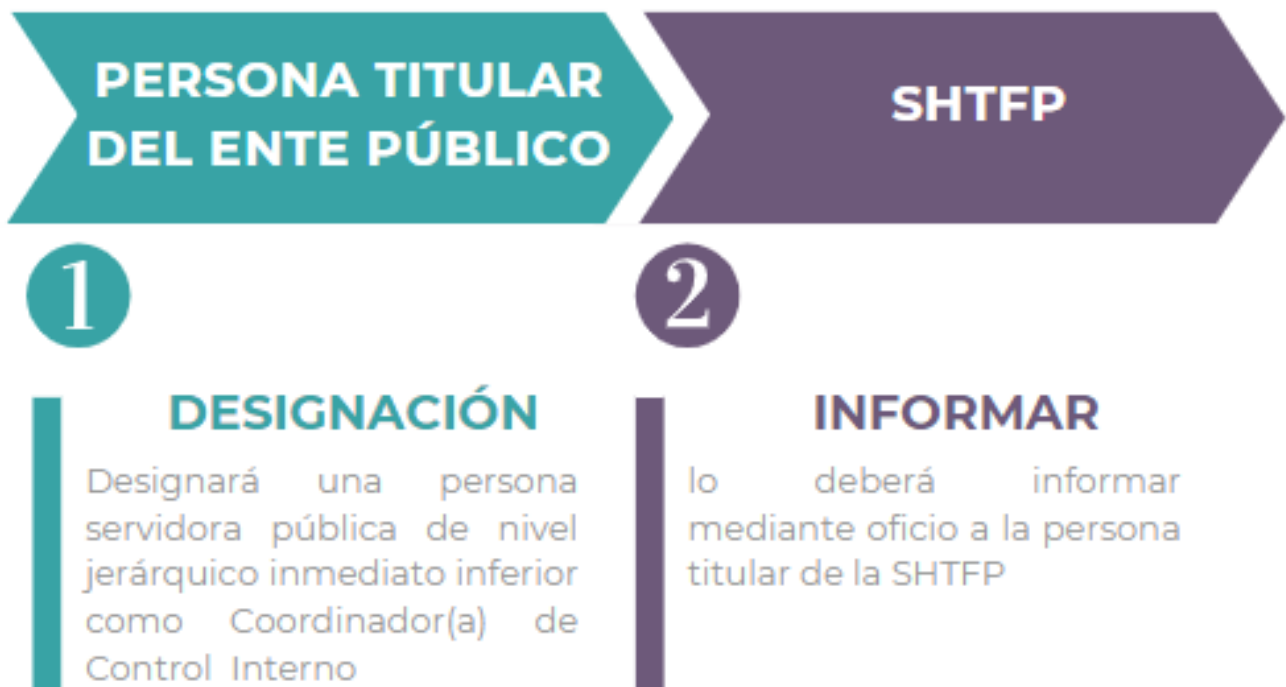 PERSONA TITULAR
DEL ENTE PÚBLICO
SHTFP
1
DESIGNACIÓN
Designará una persona
servidora pública de nivel
jerárquico inmediato inferior
como Coordinador(a) de
Control Interno
2
INFORMAR
lo deberá informar
mediante oficio a la persona
titular de la SHTFP